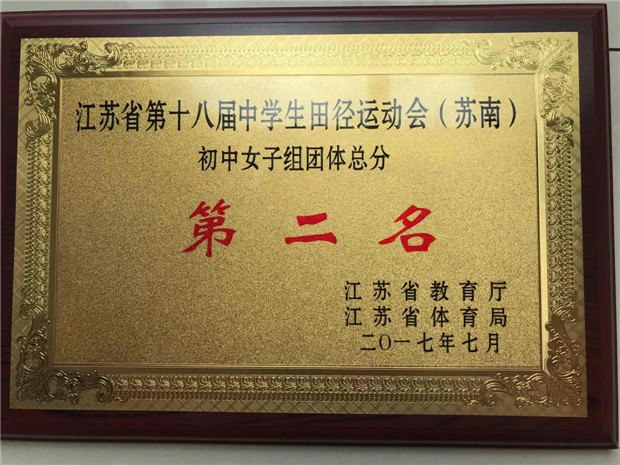 江苏省第十八届中学生田径运动会（苏南）
初中女子组团体总分
第二名
江苏省教育厅
江苏省体育局
二〇一七年七月